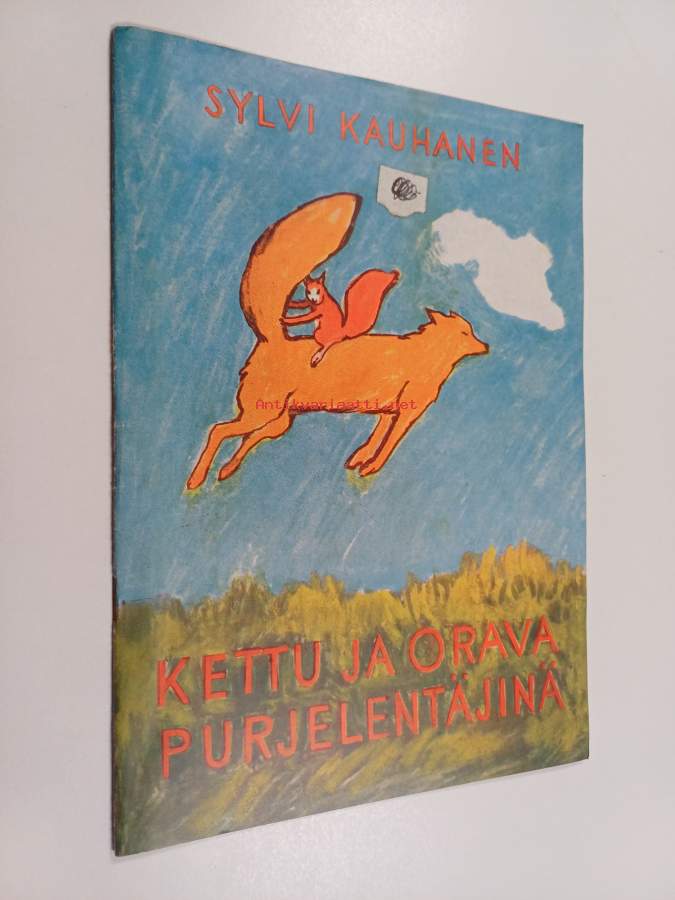 SYLVI KAUHANEN
Antikvariaatti.net
KETTU JA ORAVA
PURJELENTÄJINÄ